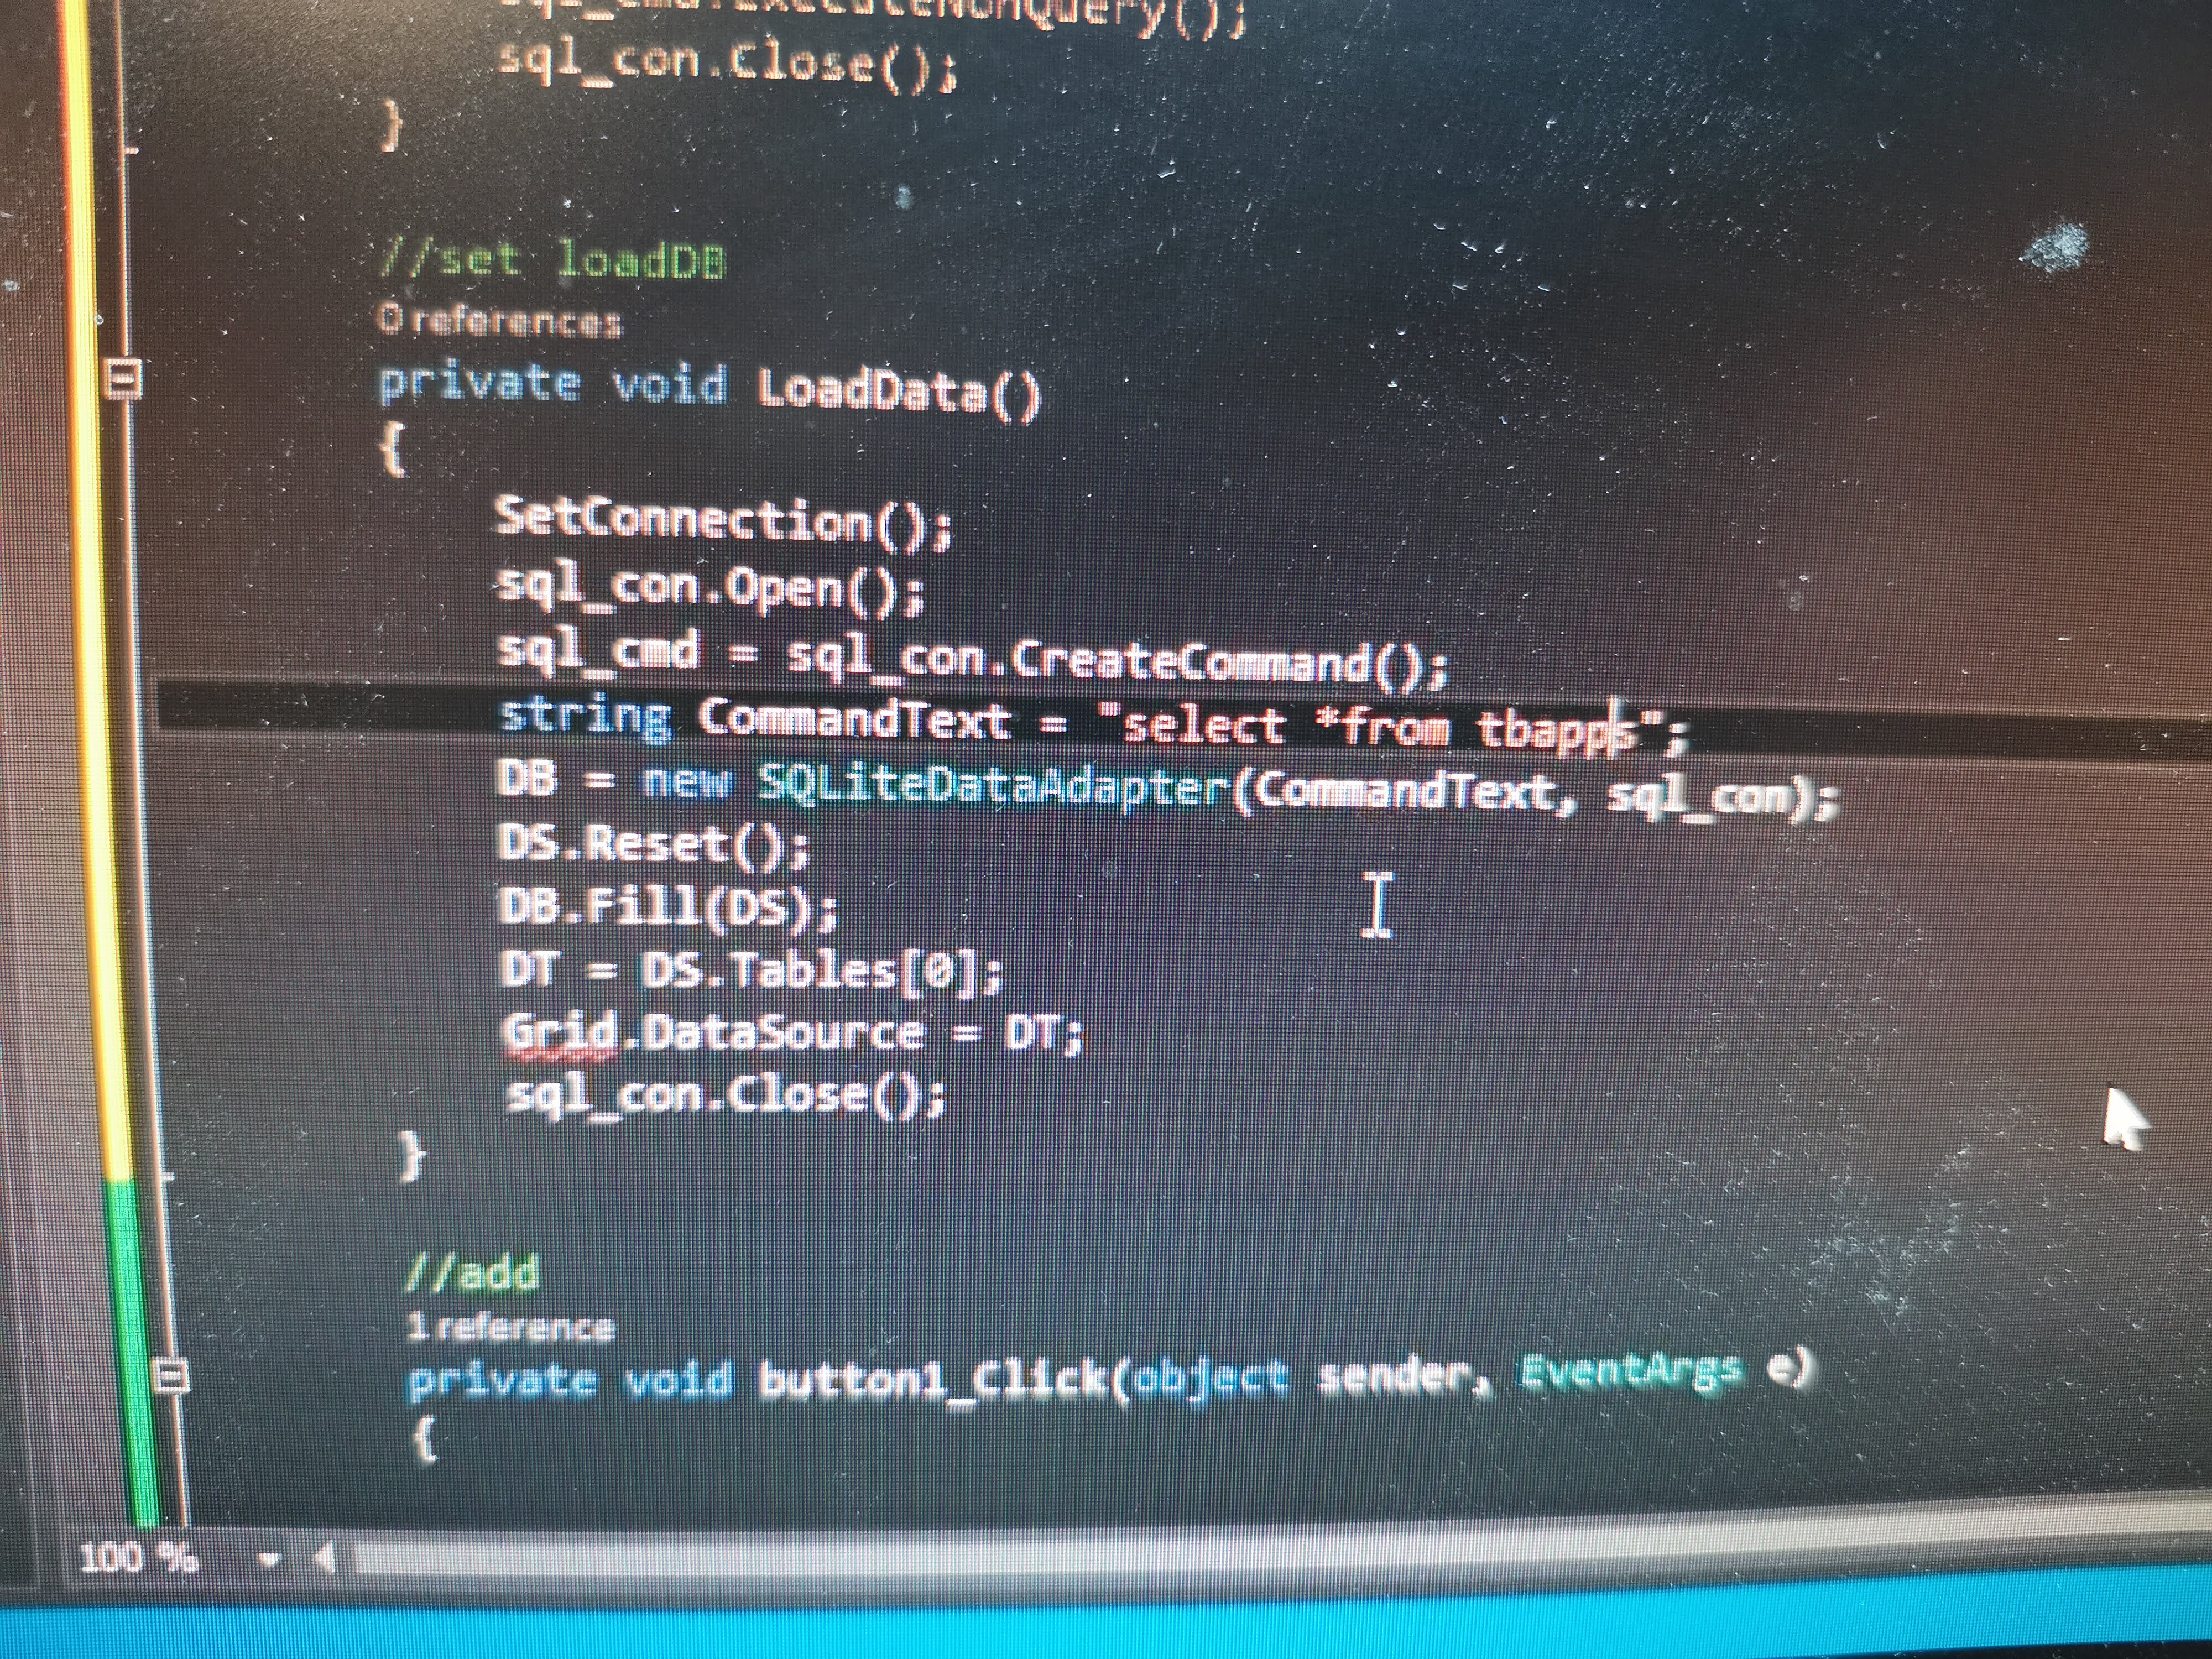 sql_cmd.ExecuteNonQuery();
sql_con.Close();
}
//set loadDB
0 references
private void LoadData()
{
SetConnection();
sql_con.Open();
sql_cmd = sql_con.CreateCommand();
string CommandText = "select *from tbapps";
DB = new SQLiteDataAdapter(CommandText, sql_con);
DS.Reset();
DB.Fill(DS);
DT = DS.Tables[0];
Grid.DataSource = DT;
sql_con.Close();
}
//add
1 reference
private void button1_Click(object sender, EventArgs e)
{
100 %